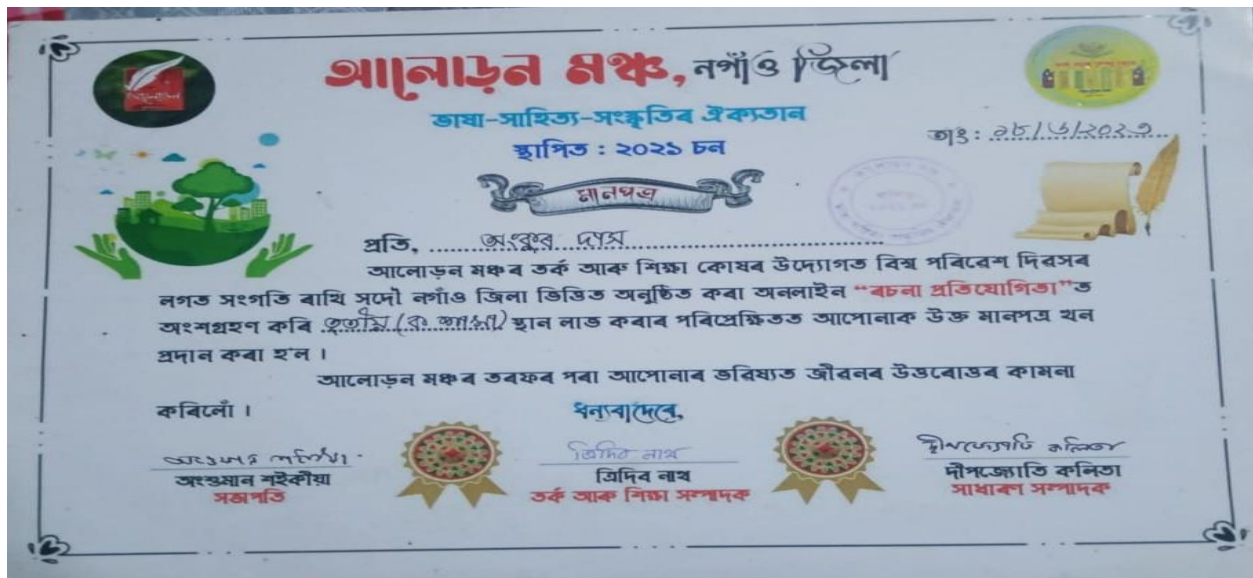 আলোড়ন মঞ্চ, নগাঁও জিলা
ভাষা-সাহিত্য-সংস্কৃতিৰ ঐক্যতান
স্থাপিত : ২০২১ চন
তাং : ১৮/৬/২০২৩
মানপত্ৰ
প্ৰতি, অংকুৰ দাস
আলোড়ন মঞ্চৰ তৰ্ক আৰু শিক্ষা কোষৰ উদ্যোগত বিশ্ব পৰিৱেশ দিৱসৰ
লগত সংগতি ৰাখি সদৌ নগাঁও জিলা ভিত্তিত অনুষ্ঠিত কৰা অনলাইন “ৰচনা প্ৰতিযোগিতা”ত
অংশগ্ৰহণ কৰি তৃতীয় (ক শাখা) স্থান লাভ কৰাৰ পৰিপ্ৰেক্ষিতত আপোনাক উক্ত মানপত্ৰ খন
প্ৰদান কৰা হ'ল ।
আলোড়ন মঞ্চৰ তৰফৰ পৰা আপোনাৰ ভৱিষ্যত জীৱনৰ উত্তৰোত্তৰ কামনা
কৰিলোঁ ।
ধন্যবাদেৰে,
ত্ৰিদিব নাথ
দীপজ্যোতি কলিতা
অংশুমান শইকীয়া
ত্ৰিদিব নাথ
দীপজ্যোতি কলিতা
সভাপতি
তৰ্ক আৰু শিক্ষা সম্পাদক
সাধাৰণ সম্পাদক